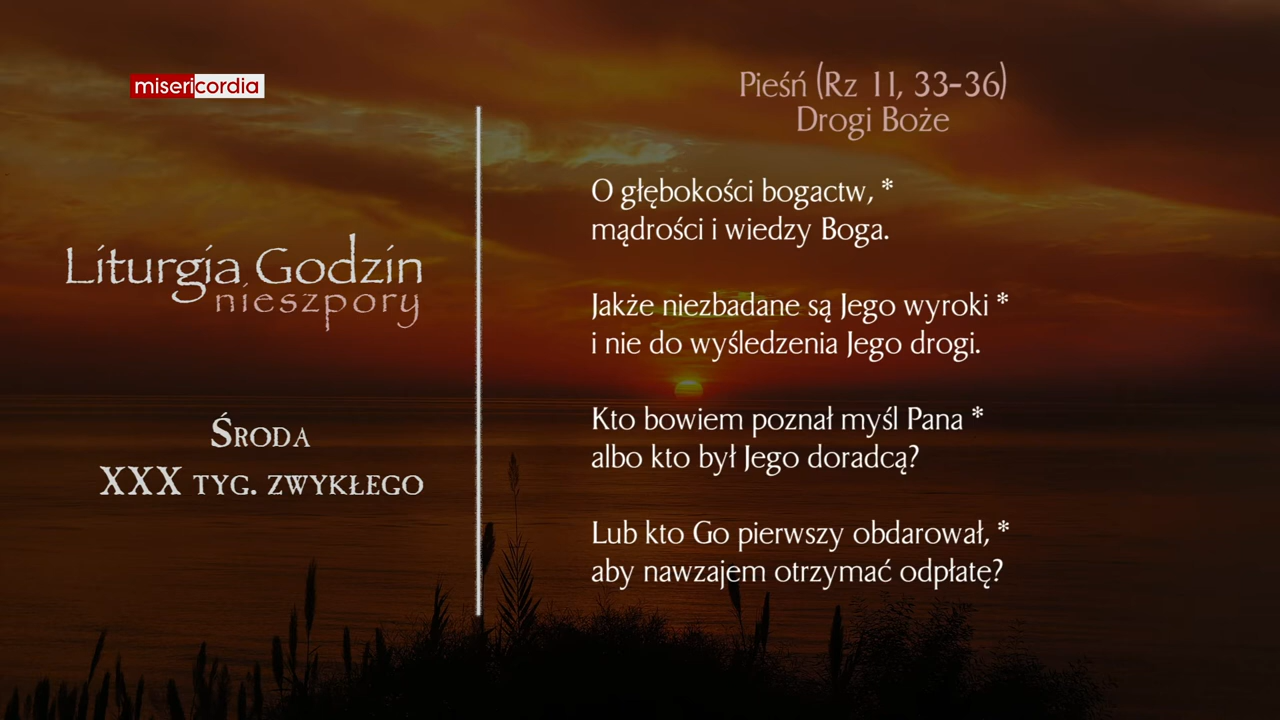 misericordia
Liturgia Godzin
nieszpory
Środa
XXX tyg. zwykłego
Pieśń (Rz 11, 33-36)
Drogi Boże
O głębokości bogactw, *
mądrości i wiedzy Boga.
Jakże niezbadane są Jego wyroki *
i nie do wyśledzenia Jego drogi.
Kto bowiem poznał myśl Pana *
albo kto był Jego doradcą?
Lub kto Go pierwszy obdarował, *
aby nawzajem otrzymać odpłatę?